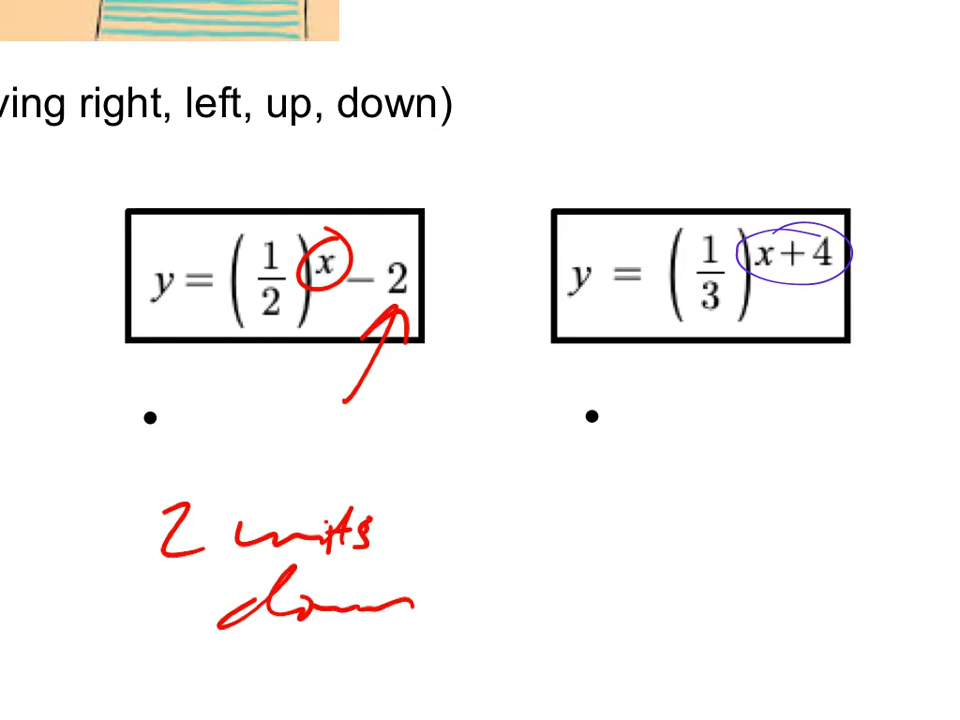 ving right, left, up, down)
y = (1/2)^x - 2
y = (1/3)^{x+4}
•
•
2 units
down